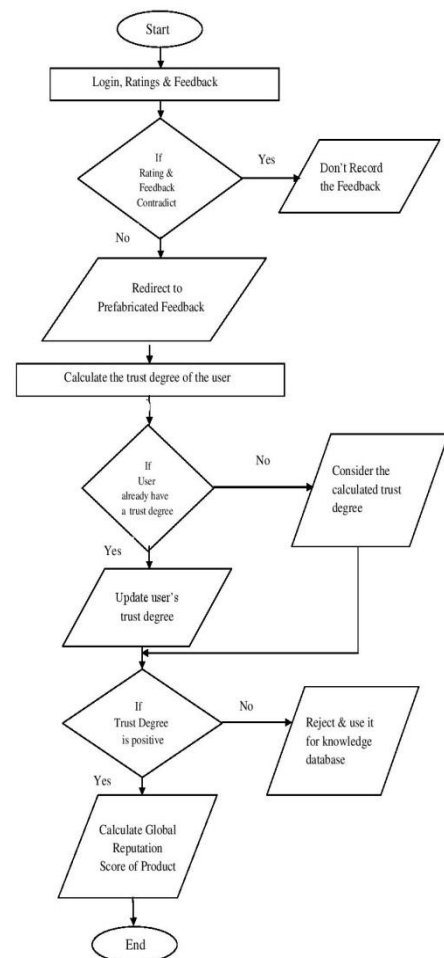 Start
Login, Ratings & Feedback
If
Rating &
Feedback
Contradict
Yes
Don't Record
the Feedback
No
Redirect to
Prefabricated Feedback
Calculate the trust degree of the user
If
User
already have
a trust degree
No
Consider the
calculated trust
degree
Yes
Update user's
trust degree
If
Trust Degree
is positive
No
Reject & use it
for knowledge
database
Yes
Calculate Global
Reputation
Score of Product
End